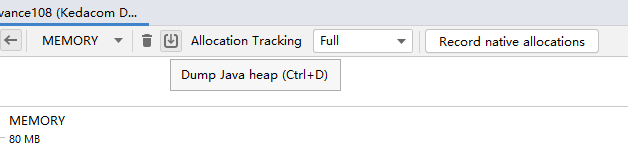 vance108 (Kedacom D...
MEMORY Allocation Tracking Full Record native allocations
Dump Java heap (Ctrl+D)
MEMORY
80 MB